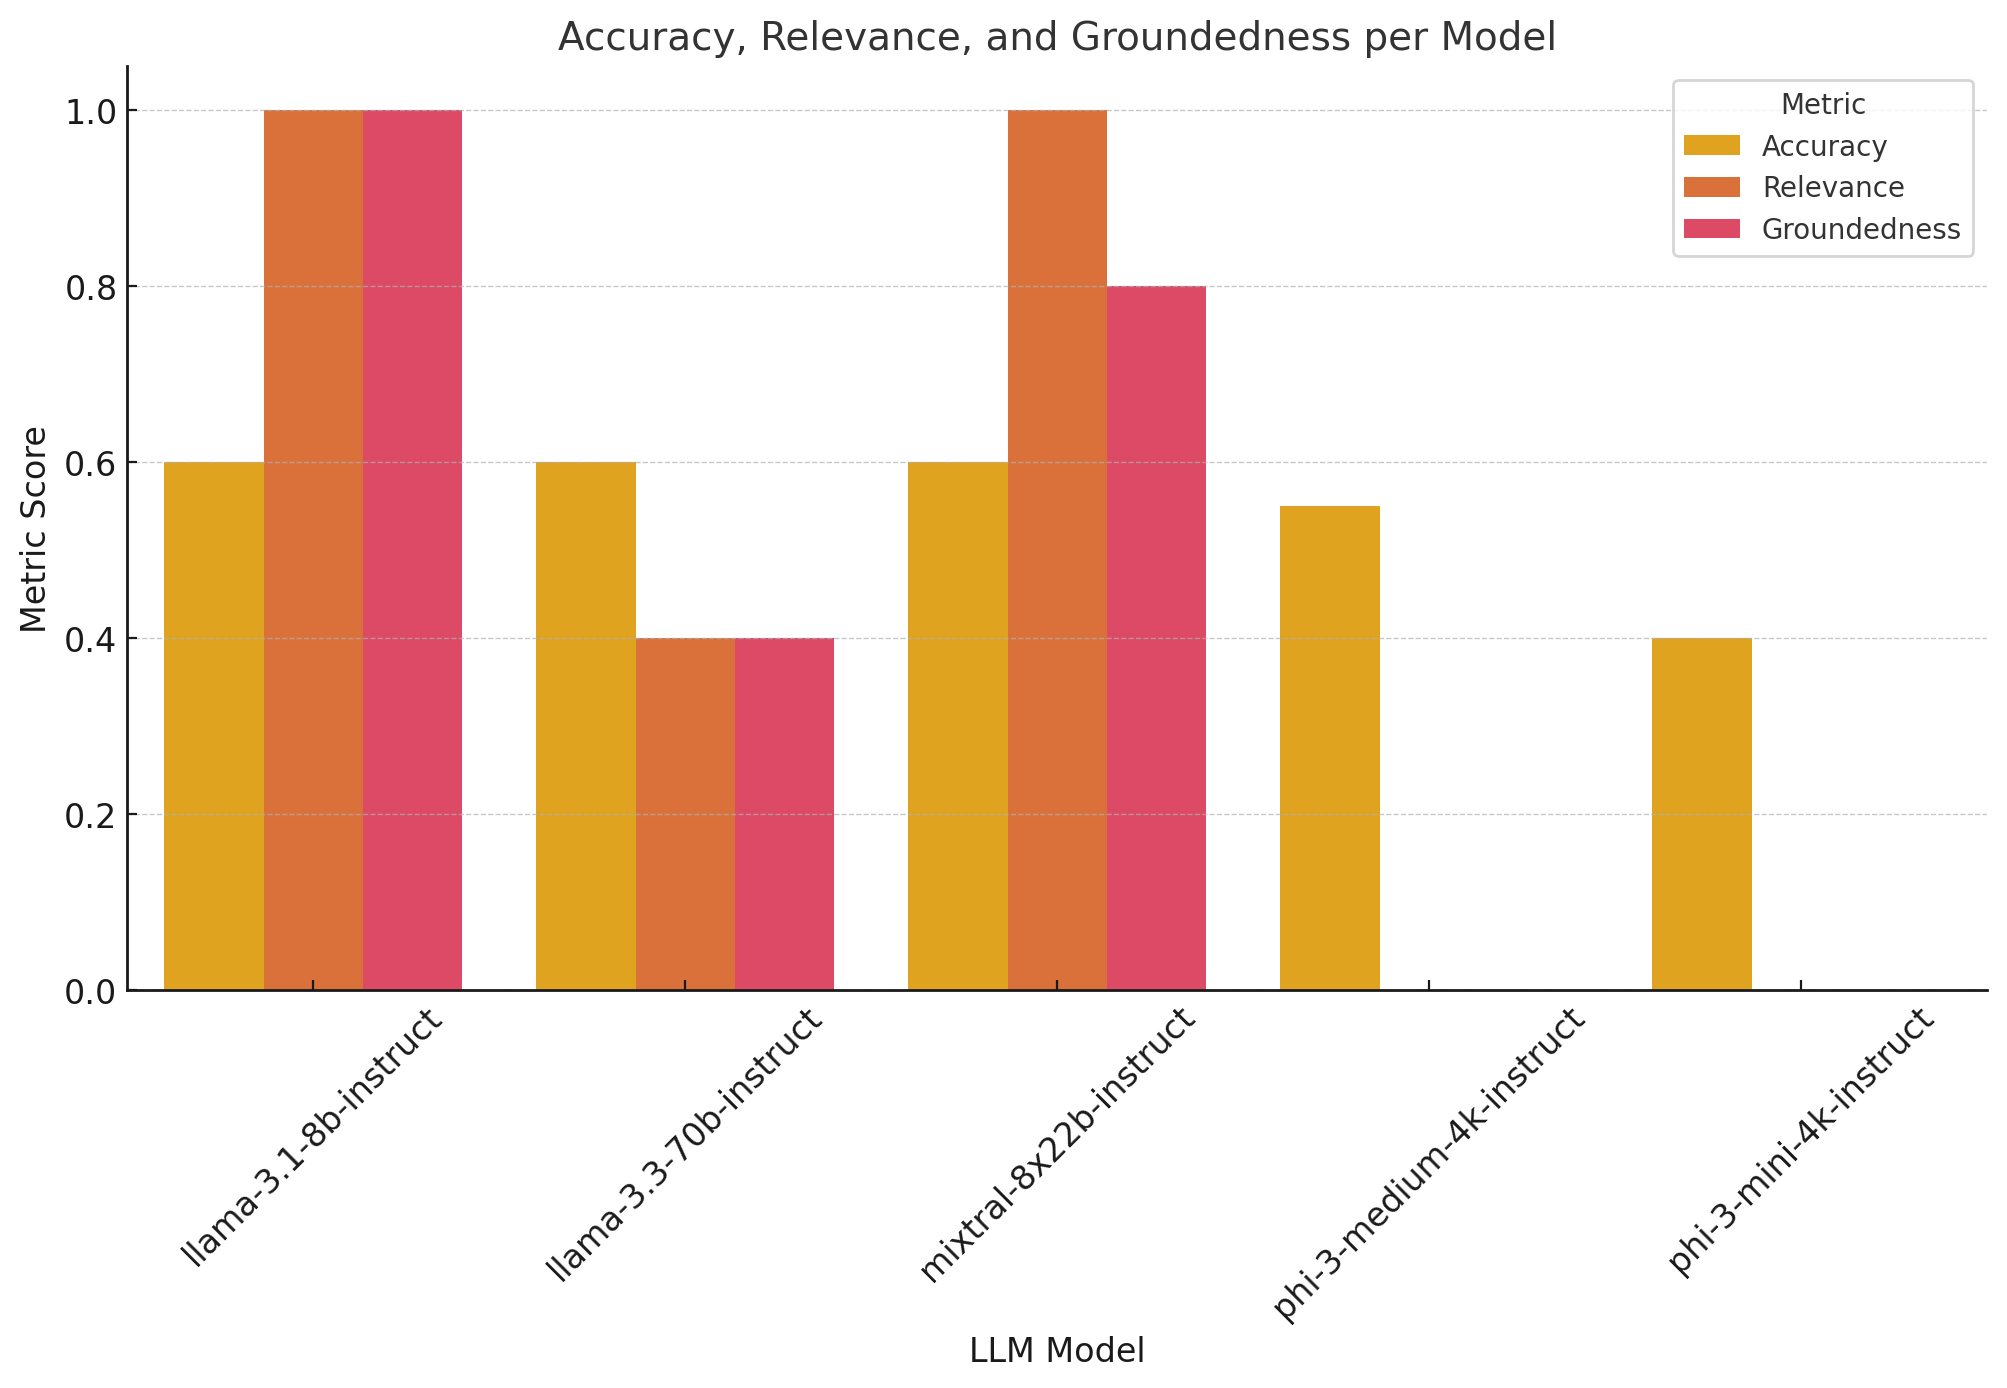 Accuracy, Relevance, and Groundedness per Model
Metric
Accuracy
Relevance
Groundedness
Metric Score
1.0
0.8
0.6
0.4
0.2
0.0
llama-3.1-8b-instruct
llama-3.3-70b-instruct
mixtral-8x22b-instruct
phi-3-medium-4k-instruct
phi-3-mini-4k-instruct
LLM Model